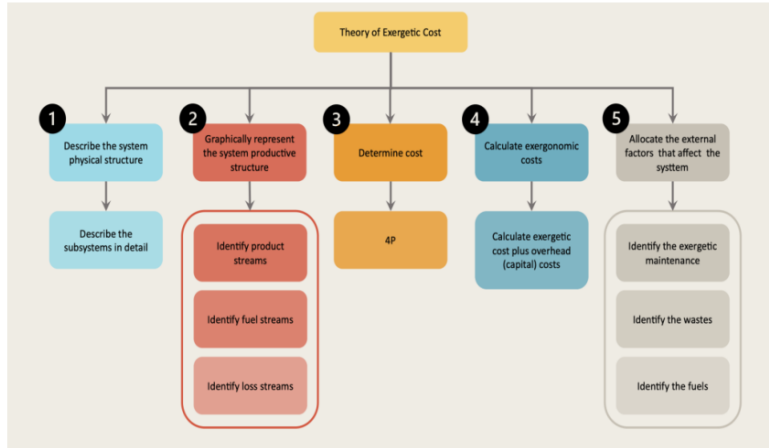 Theory of Exergetic Cost
1
Describe the system
physical structure
2
Graphically represent
the system productive
structure
3
Determine cost
4
Calculate exergonomic
costs
5
Allocate the external
factors that affect the
system
Describe the
subsystems in detail
Identify product
streams
Identify fuel streams
Identify loss streams
4P
Calculate exergetic
cost plus overhead
(capital) costs
Identify the exergetic
maintenance
Identify the wastes
Identify the fuels